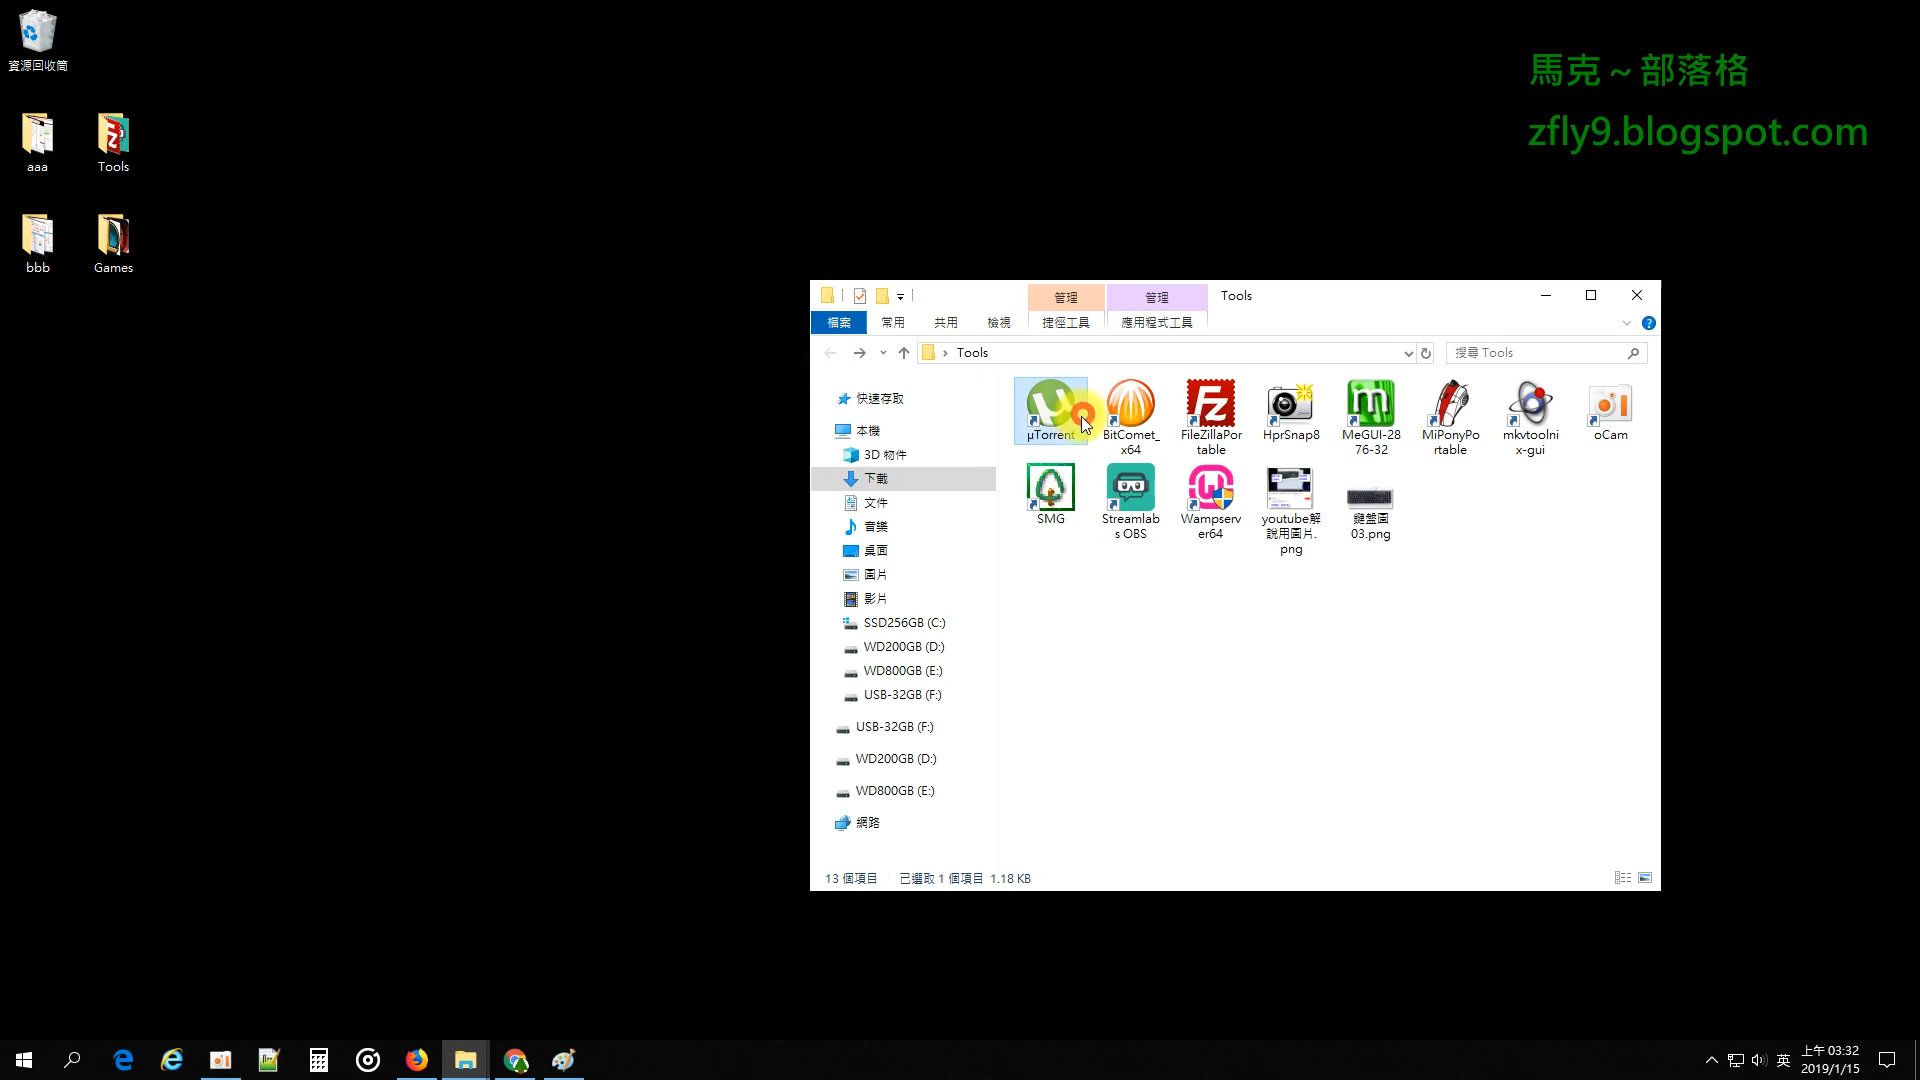 資源回收筒
馬克～部落格
zfly9.blogspot.com
aaa
Tools
bbb
Games
管理
管理
Tools
檔案
常用
共用
檢視
捷徑工具
應用程式工具
Tools
搜尋 Tools
快速存取
本機
3D 物件
下載
文件
音樂
桌面
圖片
影片
SSD256GB (C:)
WD200GB (D:)
WD800GB (E:)
USB-32GB (F:)
USB-32GB (F:)
WD200GB (D:)
WD800GB (E:)
網路
µTorrent
BitComet_
x64
FileZillaPor
table
HprSnap8
MeGUI-28
76-32
MiPonyPo
rtable
mkvtoolni
x-gui
oCam
SMG
Streamlab
s OBS
Wampserv
er64
youtube解
說用圖片.
png
鍵盤圖
03.png
13 個項目
已選取 1 個項目 1.18 KB
英
上午 03:32
2019/1/15